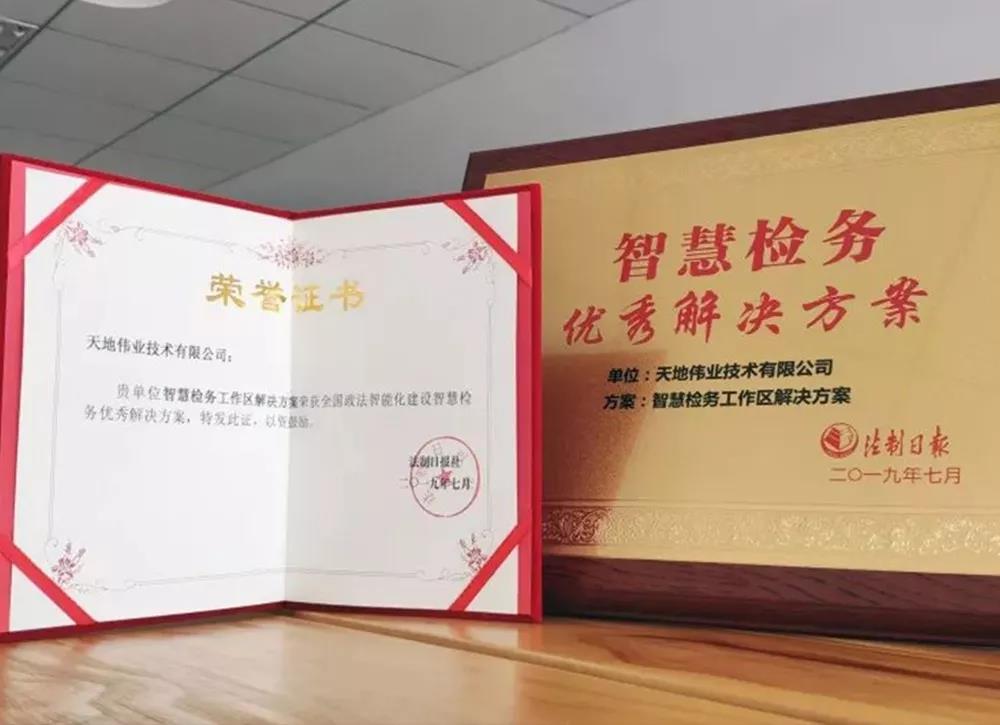 荣誉证书
天地伟业技术有限公司：
贵单位智慧检务工作区解决方案荣获全国政法智能化建设智慧检
务优秀解决方案，特发此证，以资鼓励。
法制日报社
二〇一九年七月
智慧检务
优秀解决方案
单位：天地伟业技术有限公司
方案：智慧检务工作区解决方案
法制日报
二〇一九年七月